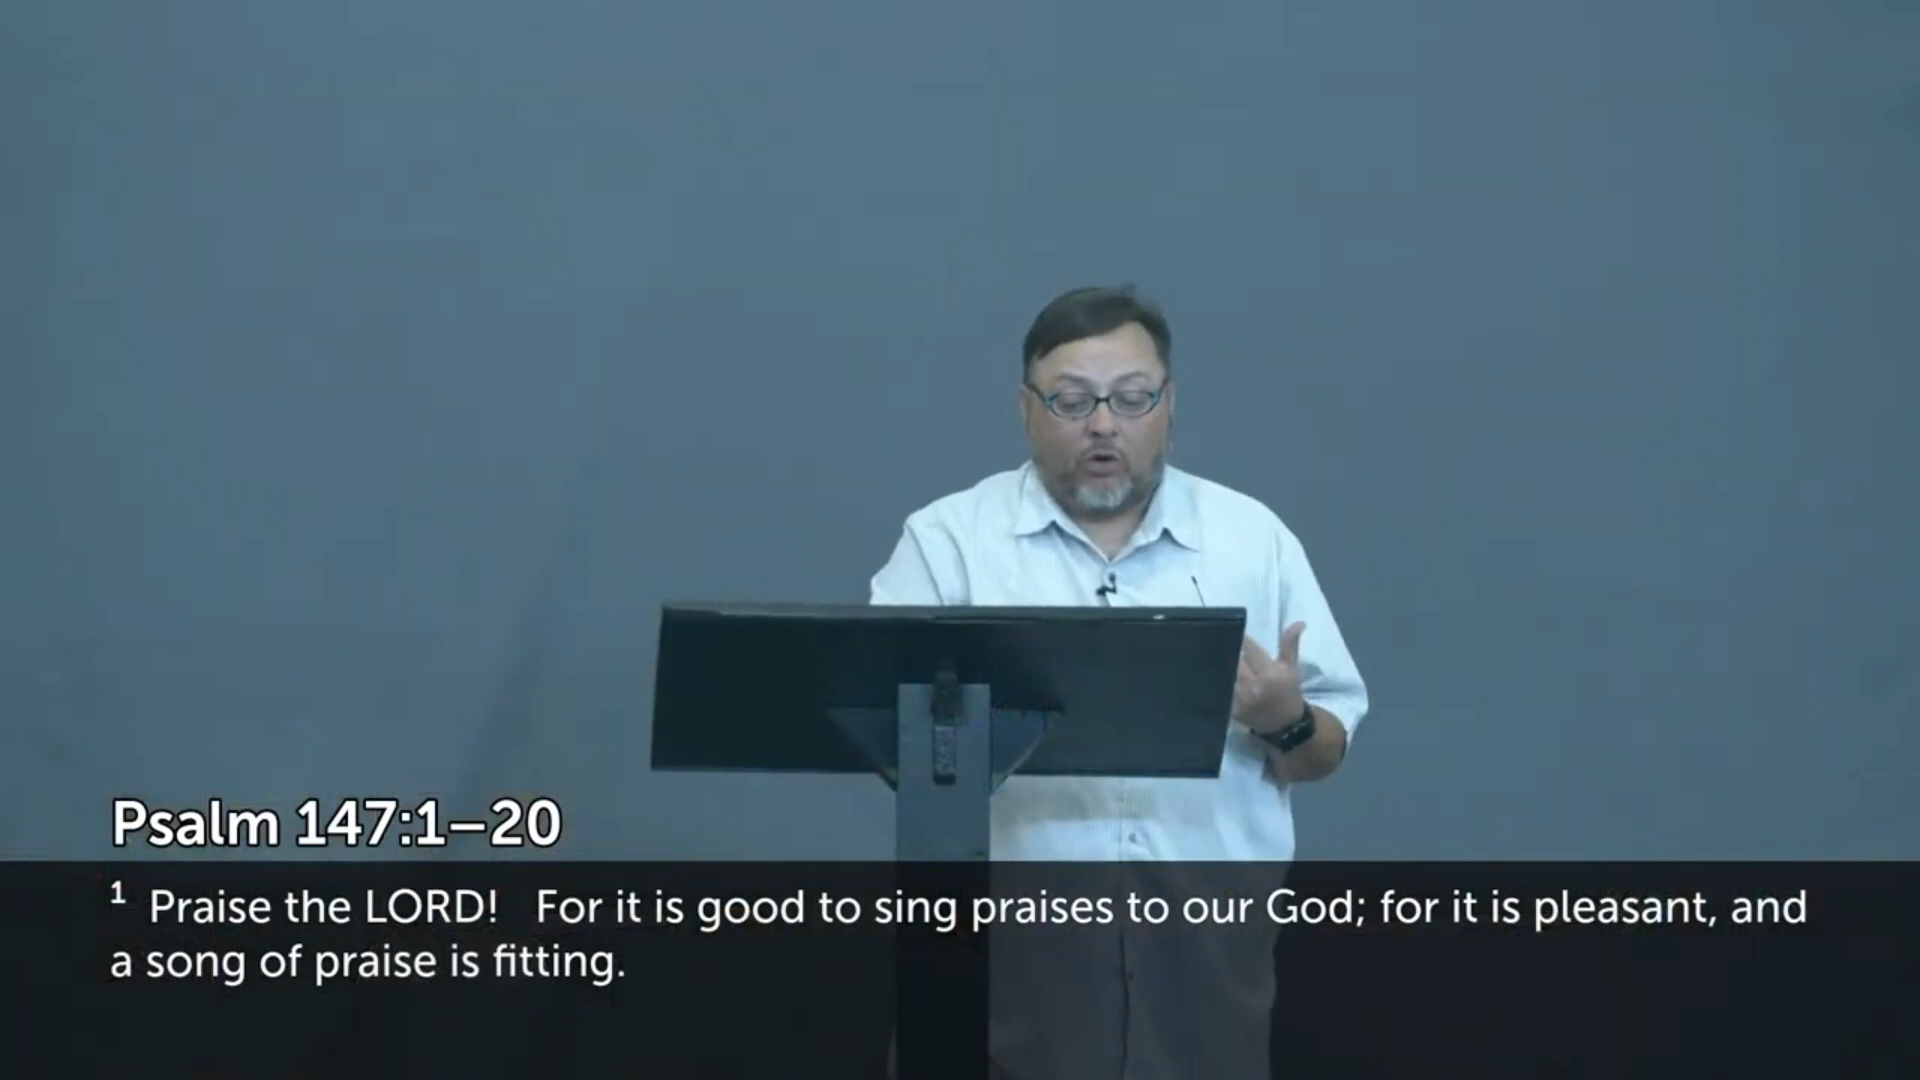 Psalm 147:1–20
1 Praise the LORD! For it is good to sing praises to our God; for it is pleasant, and
a song of praise is fitting.